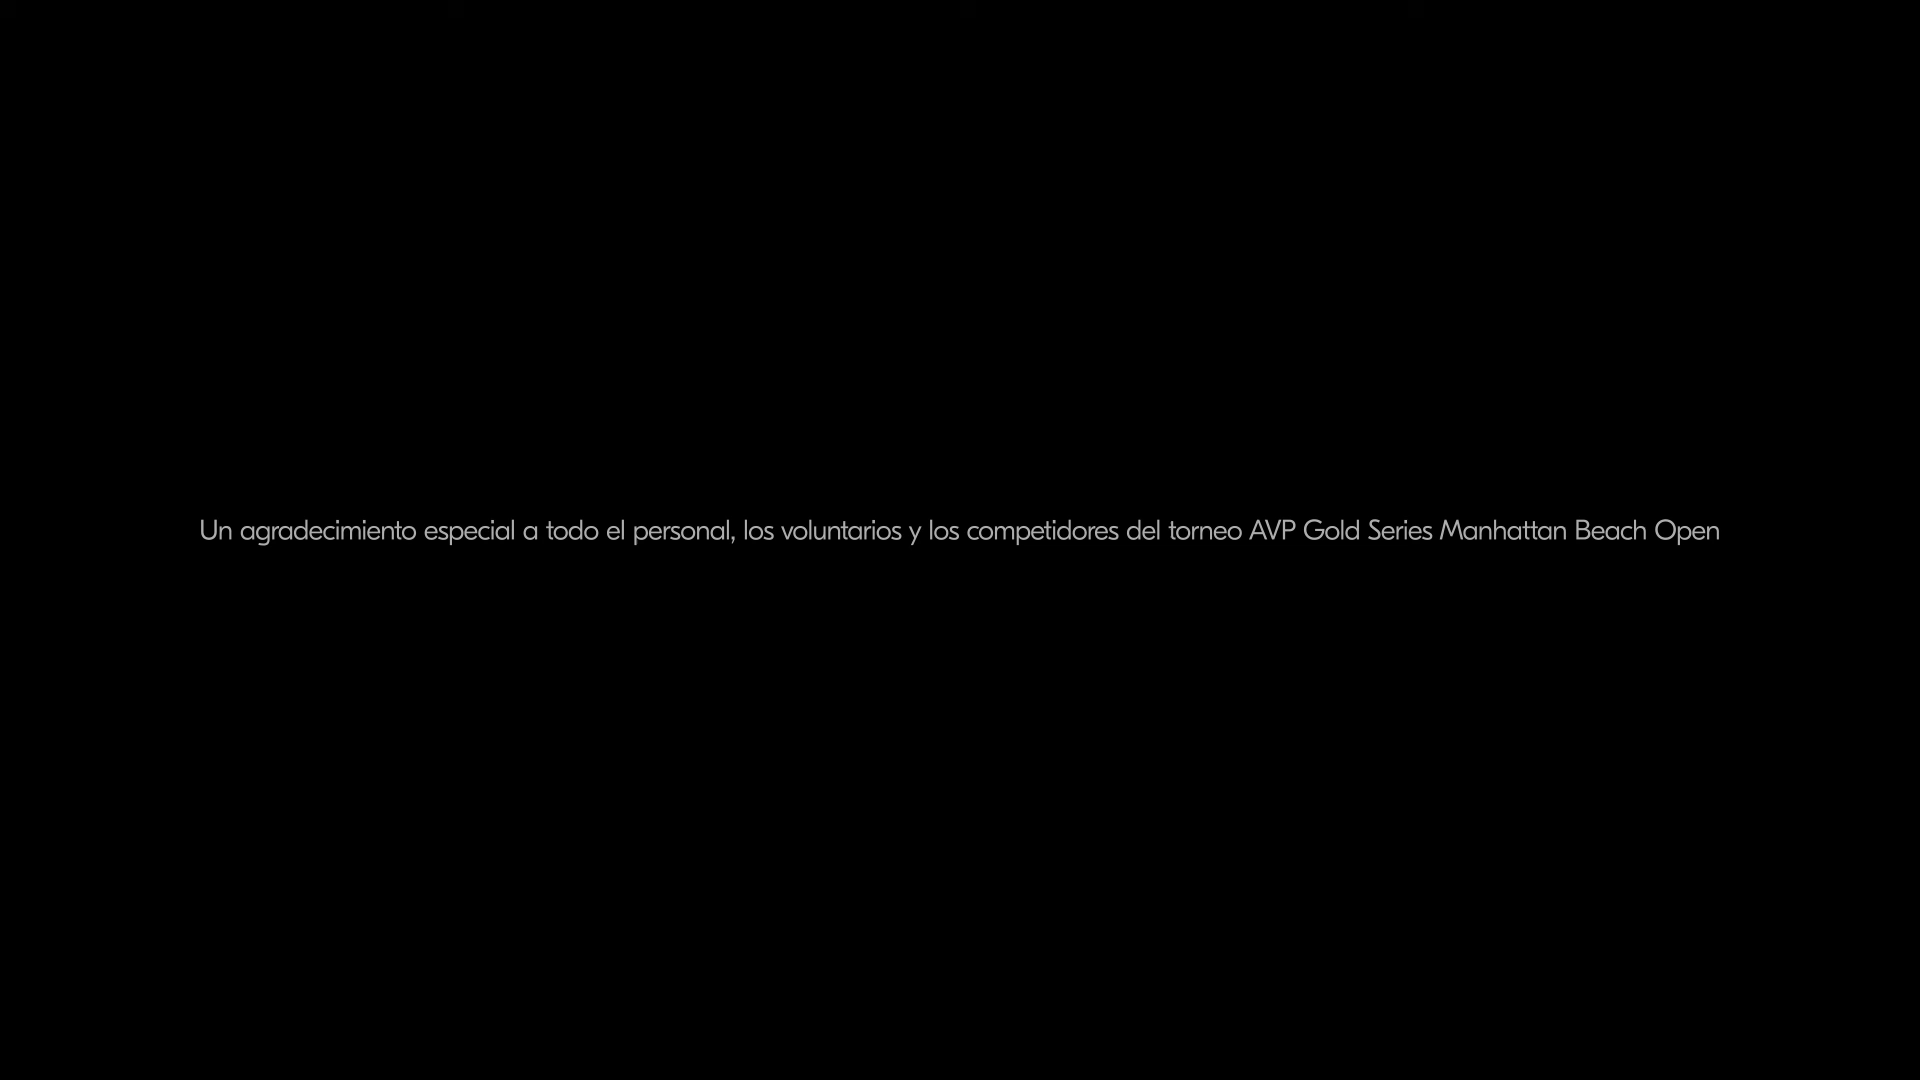 Un agradecimiento especial a todo el personal, los voluntarios y los competidores del torneo AVP Gold Series Manhattan Beach Open